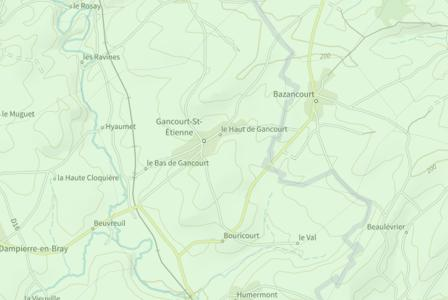 le Rosay
les Ravines
200
Bazancourt
le Muguet
Gancourt-St-
Étienne
Hyaumet
le Haut de Gancourt
le Bas de Gancourt
200
la Haute Cloquière
D16
Beuvreuil
Beaulévrier
Bouricourt
le Val
Dampierre-en-Bray
la Vieuville
Humermont